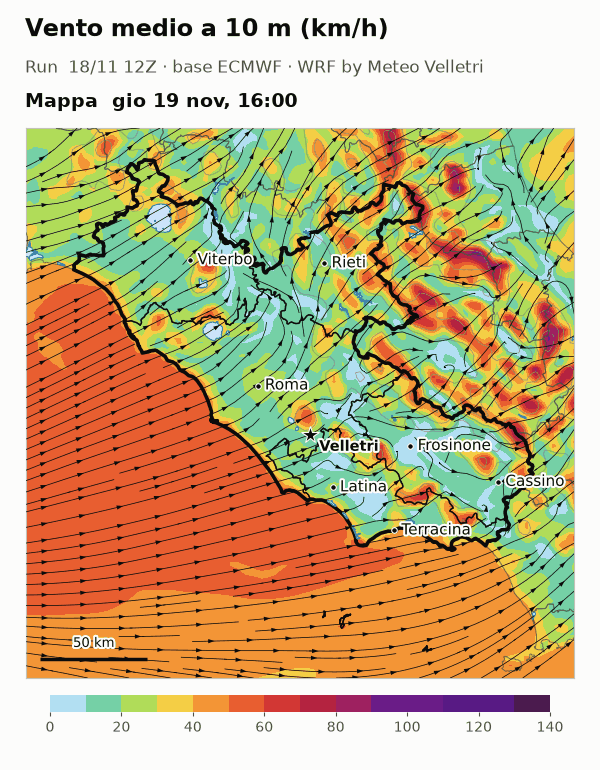 Vento medio a 10 m (km/h)
Run 18/11 12Z · base ECMWF · WRF by Meteo Velletri
Mappa gio 19 nov, 16:00
Viterbo
Rieti
Roma
Velletri
Frosinone
Latina
Cassino
Terracina
50 km
0 20 40 60 80 100 120 140